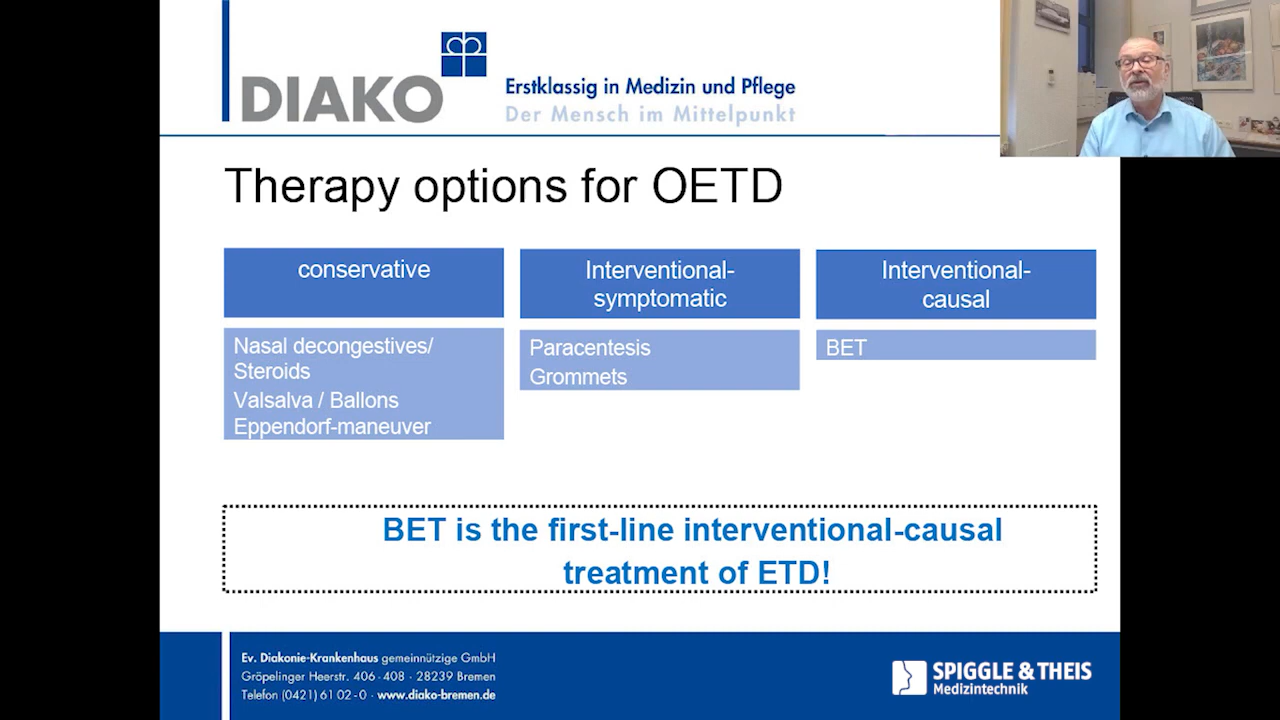 DIAKO
Erstklassig in Medizin und Pflege
Der Mensch im Mittelpunkt
Therapy options for OETD
conservative
Nasal decongestives/
Steroids
Valsalva / Ballons
Eppendorf-maneuver
Interventional-
symptomatic
Paracentesis
Grommets
Interventional-
causal
BET
BET is the first-line interventional-causal
treatment of ETD!
Ev. Diakonie-Krankenhaus gemeinnützige GmbH
Gröpelinger Heerstr. 406 - 408 · 28239 Bremen
Telefon (0421) 61 02 - 0 · www.diako-bremen.de
SPIGGLE & THEIS
Medizintechnik